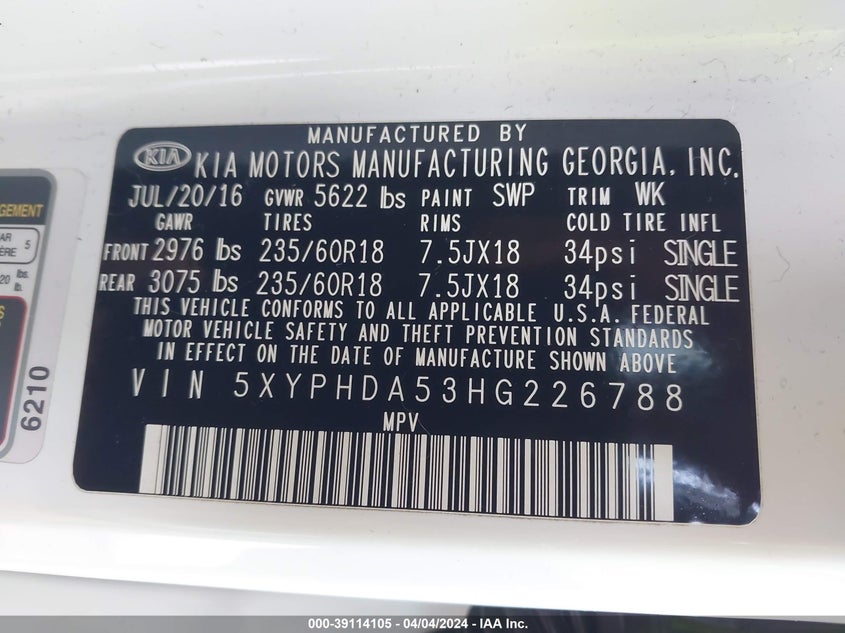 MANUFACTURED BY
KIA KIA MOTORS MANUFACTURING GEORGIA, INC.
JUL/20/16 GVWR 5622 lbs PAINT SWP TRIM WK
GAWR TIRES RIMS COLD TIRE INFL
FRONT 2976 lbs 235/60R18 7.5JX18 34psi SINGLE
REAR 3075 lbs 235/60R18 7.5JX18 34psi SINGLE
THIS VEHICLE CONFORMS TO ALL APPLICABLE U.S.A. FEDERAL
MOTOR VEHICLE SAFETY AND THEFT PREVENTION STANDARDS
IN EFFECT ON THE DATE OF MANUFACTURE SHOWN ABOVE
VIN 5XYPHDA53HG226788
MPV
5
lbs.
6210
000-39114105 - 04/04/2024 - IAA Inc.